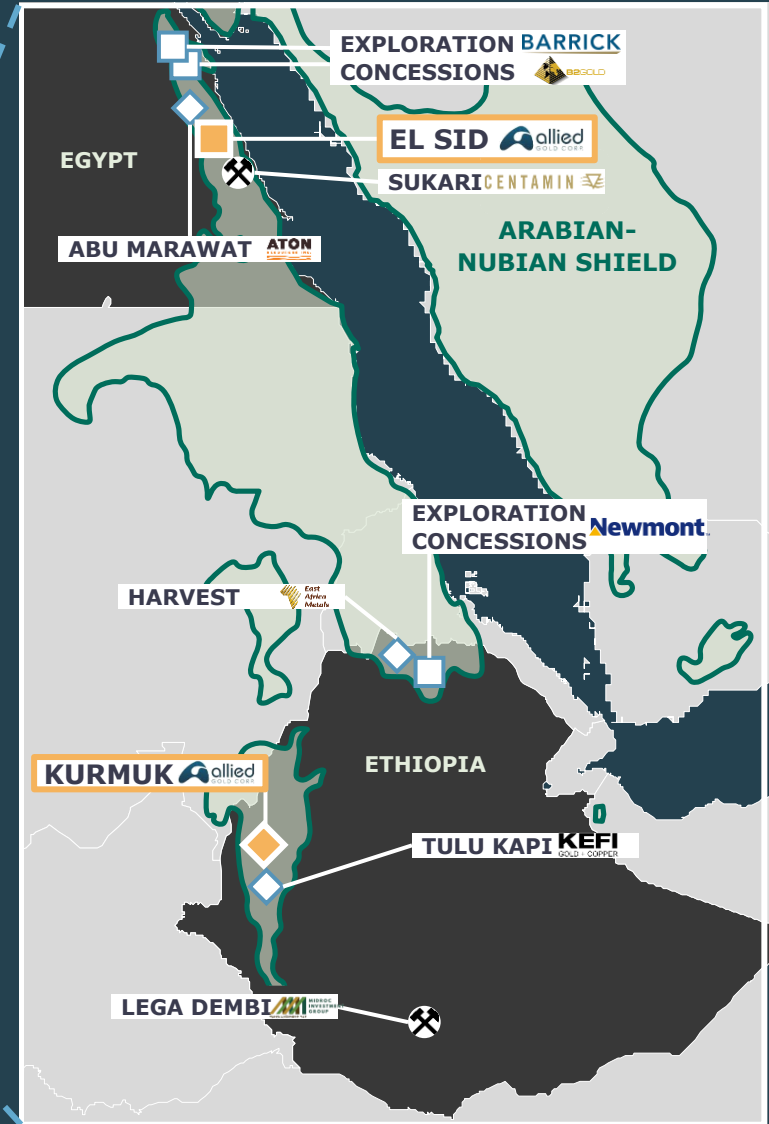 EXPLORATION BARRICK
CONCESSIONS B2GOLD
EL SID allied
GOLD CORP
EGYPT
SUKARI CENTAMIN
ABU MARAWAT ATON
ARABIAN-
NUBIAN SHIELD
EXPLORATION
CONCESSIONS Newmont
HARVEST East
Africa
Metals
KURMUK allied
GOLD CORP
ETHIOPIA
TULU KAPI KEFI
GOLD + COPPER
LEGA DEMBI MIDROC
INVESTMENT
GROUP